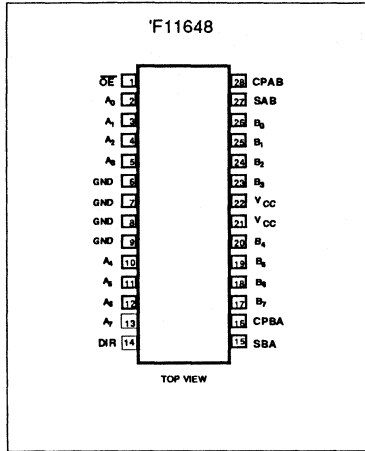 'F11648
OE 1 28 CPAB
A0 2 27 SAB
A1 3 26 B0
A2 4 25 B1
A3 5 24 B2
GND 6 23 B3
GND 7 22 VCC
GND 8 21 VCC
GND 9 20 B4
A4 10 19 B5
A5 11 18 B6
A6 12 17 B7
A7 13 16 CPBA
DIR 14 15 SBA
TOP VIEW